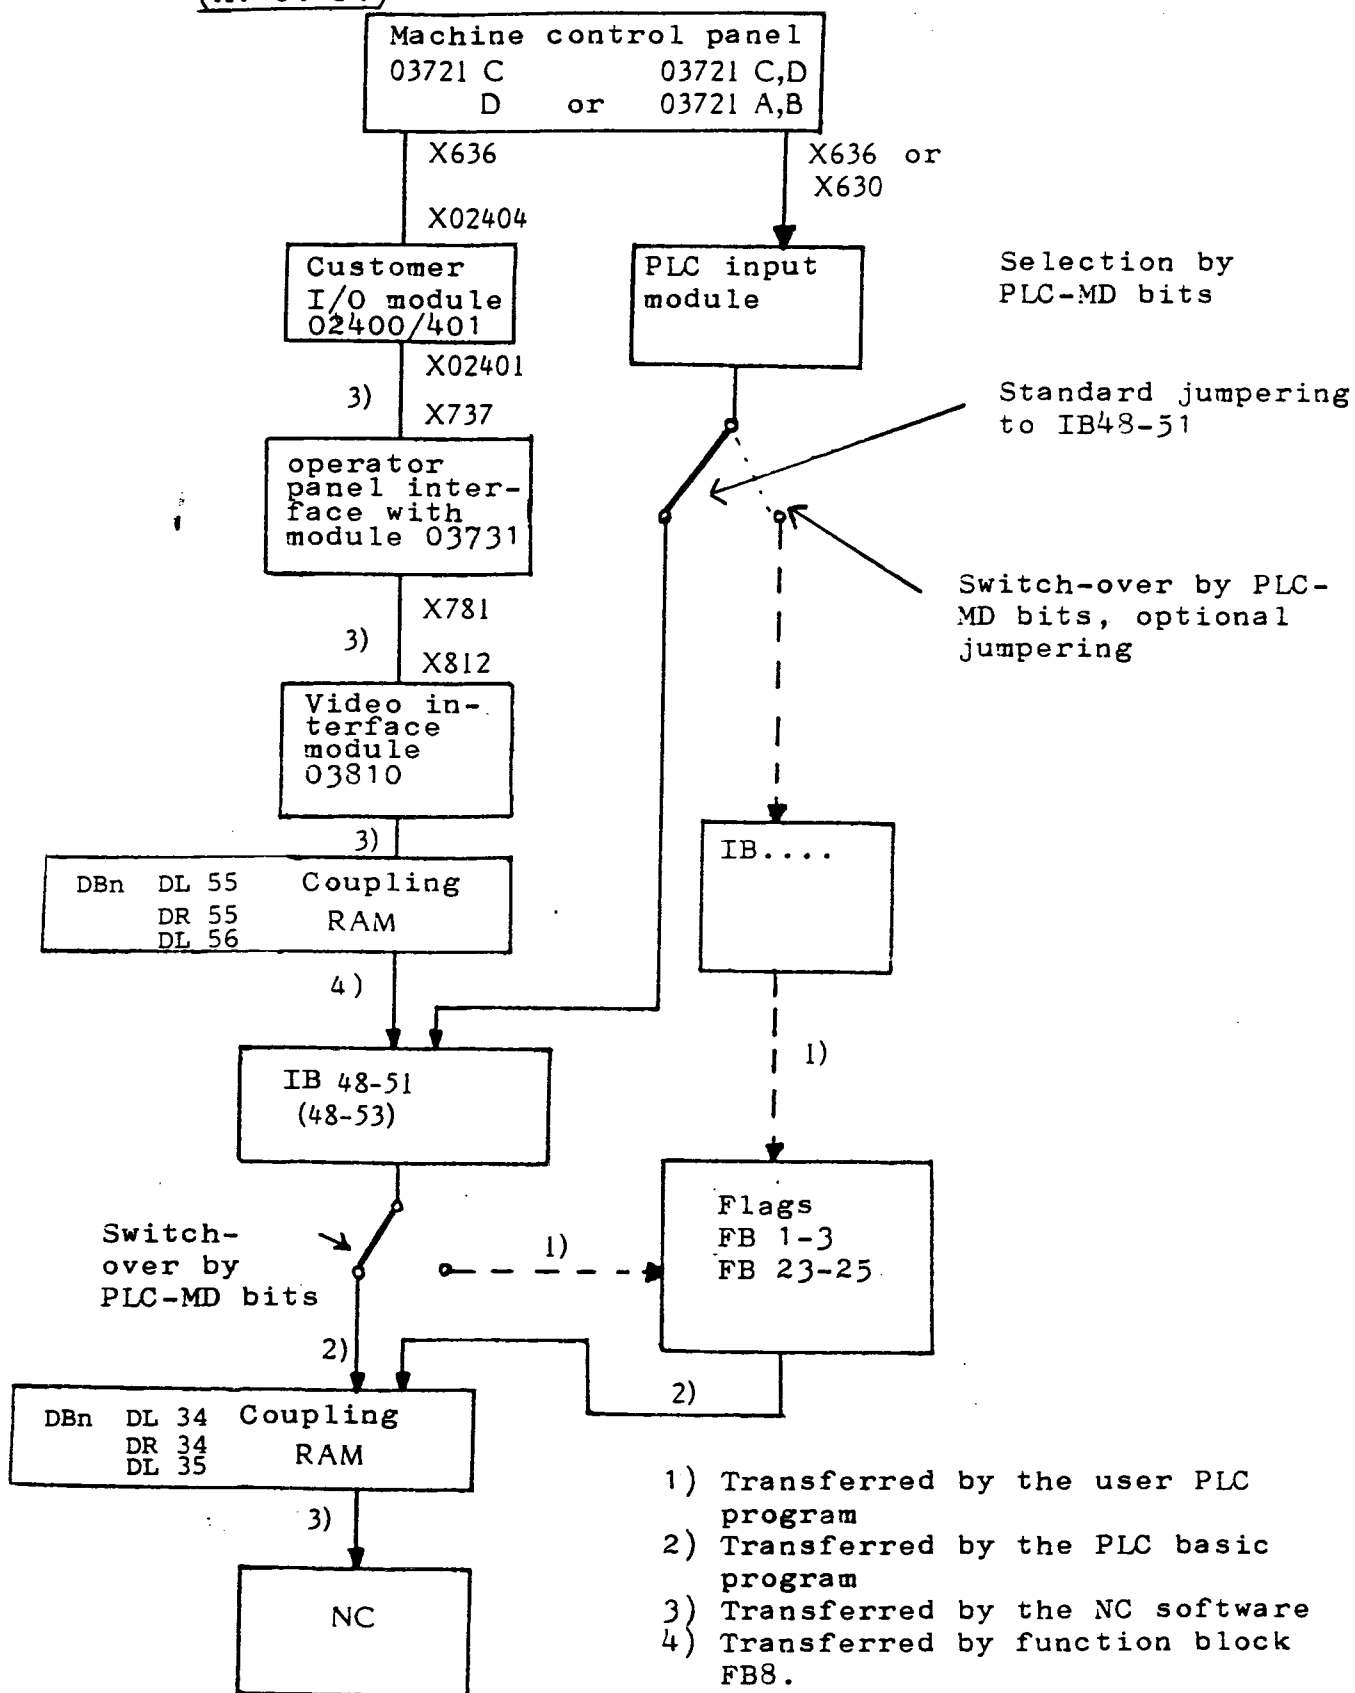 Machine control panel
03721 C 03721 C,D
D or 03721 A,B
X636
X636 or
X630
X02404
Customer
I/O module
02400/401
PLC input
module
Selection by
PLC-MD bits
X02401
3)
X737
Standard jumpering
to IB48-51
operator
panel inter-
face with
module 03731
X781
3)
X812
Switch-over by PLC-
MD bits, optional
jumpering
Video in-
terface
module
03810
3)
IB....
DBn DL 55 Coupling
DR 55 RAM
DL 56
4)
1)
IB 48-51
(48-53)
Flags
FB 1-3
FB 23-25
Switch-
over by
PLC-MD bits
1)
2)
2)
DBn DL 34 Coupling
DR 34 RAM
DL 35
3)
NC
1) Transferred by the user PLC
program
2) Transferred by the PLC basic
program
3) Transferred by the NC software
4) Transferred by function block
FB8.